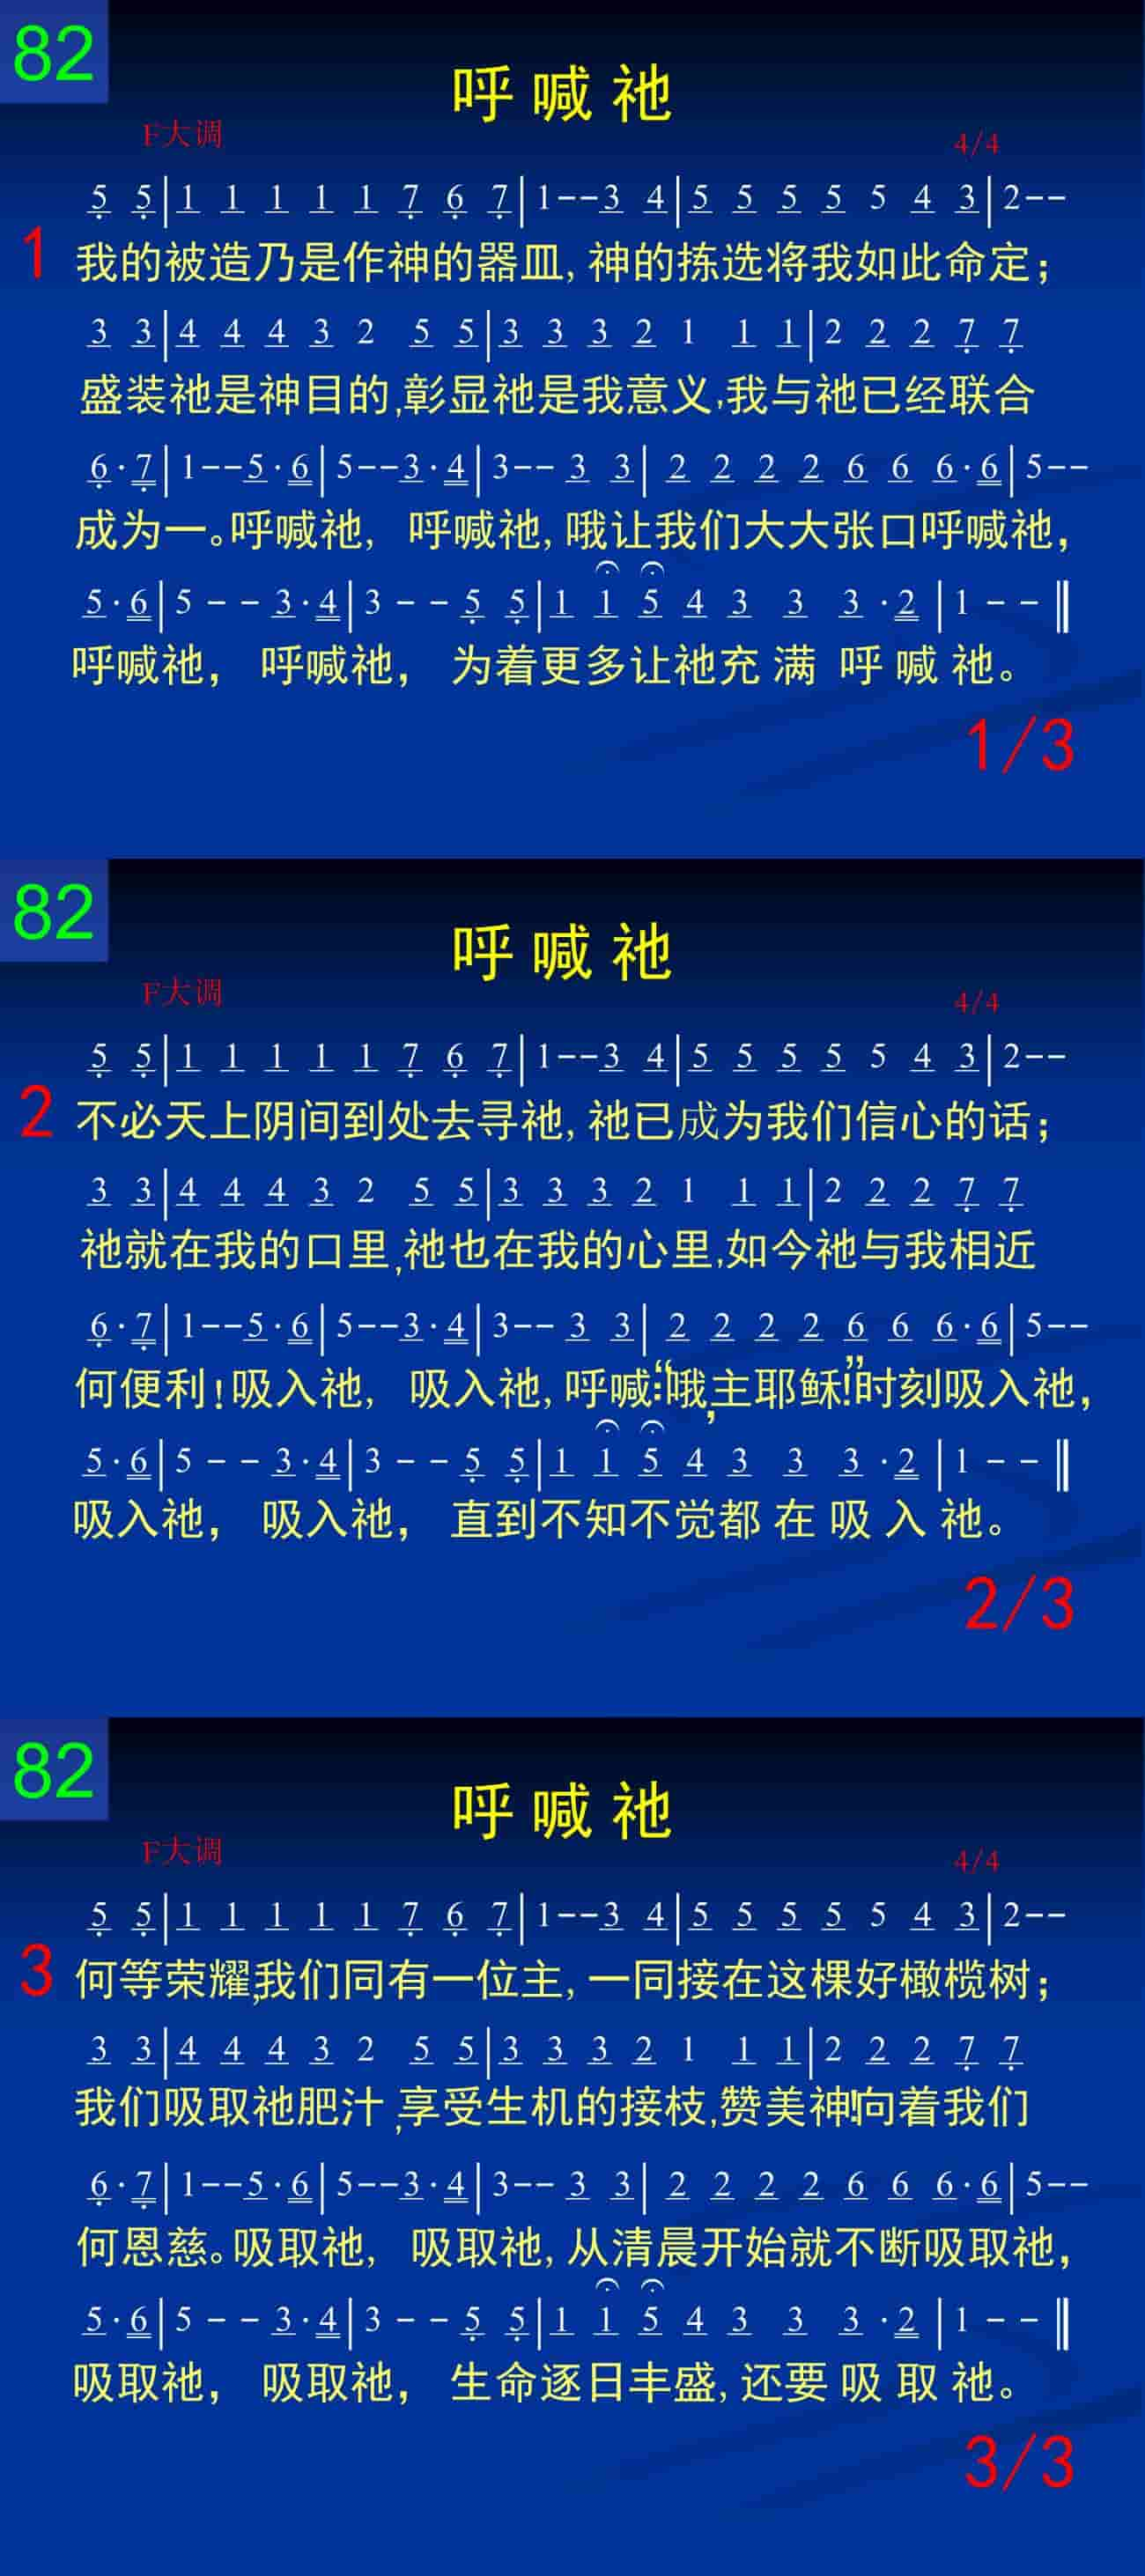 82
呼喊祂
F大调
4/4
5 5|1 1 1 1 1 7 6 7|1--3 4|5 5 5 5 5 4 3|2--
1 我的被造乃是作神的器皿,神的拣选将我如此命定;
3 3|4 4 4 3 2 5 5|3 3 3 2 1 1 1|2 2 2 7 7
盛装祂是神目的,彰显祂是我意义,我与祂已经联合
6·7|1--5·6|5--3·4|3-- 3 3|2 2 2 2 6 6 6·6|5--
成为一。呼喊祂, 呼喊祂,哦让我们大大张口呼喊祂,
5·6|5 - - 3·4|3 - - 5 5|1 1 5 4 3 3 3·2|1 - - ‖
呼喊祂, 呼喊祂, 为着更多让祂充 满 呼 喊 祂。
1/3
82
呼喊祂
F大调
4/4
5 5|1 1 1 1 1 7 6 7|1--3 4|5 5 5 5 5 4 3|2--
2 不必天上阴间到处去寻祂,祂已成为我们信心的话;
3 3|4 4 4 3 2 5 5|3 3 3 2 1 1 1|2 2 2 7 7
祂就在我的口里,祂也在我的心里,如今祂与我相近
6·7|1--5·6|5--3·4|3-- 3 3|2 2 2 2 6 6 6·6|5--
何便利!吸入祂, 吸入祂,呼喊:“哦,主耶稣!”时刻吸入祂,
5·6|5 - - 3·4|3 - - 5 5|1 1 5 4 3 3 3·2|1 - - ‖
吸入祂, 吸入祂, 直到不知不觉都 在 吸 入 祂。
2/3
82
呼喊祂
F大调
4/4
5 5|1 1 1 1 1 7 6 7|1--3 4|5 5 5 5 5 4 3|2--
3 何等荣耀,我们同有一位主,一同接在这棵好橄榄树;
3 3|4 4 4 3 2 5 5|3 3 3 2 1 1 1|2 2 2 7 7
我们吸取祂肥汁,享受生机的接枝,赞美神!向着我们
6·7|1--5·6|5--3·4|3-- 3 3|2 2 2 2 6 6 6·6|5--
何恩慈。吸取祂, 吸取祂,从清晨开始就不断吸取祂,
5·6|5 - - 3·4|3 - - 5 5|1 1 5 4 3 3 3·2|1 - - ‖
吸取祂, 吸取祂, 生命逐日丰盛,还要 吸 取 祂。
3/3